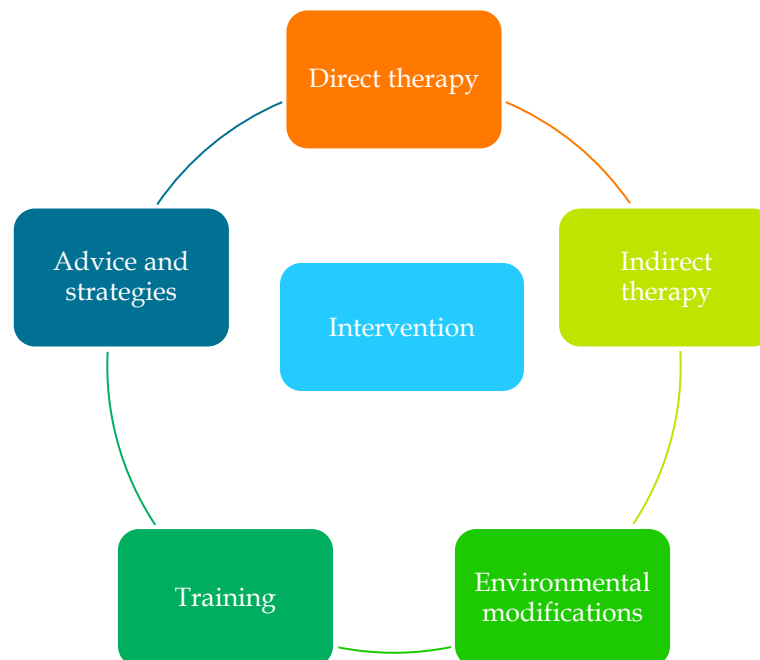 Direct therapy
Indirect
therapy
Environmental
modifications
Training
Advice and
strategies
Intervention